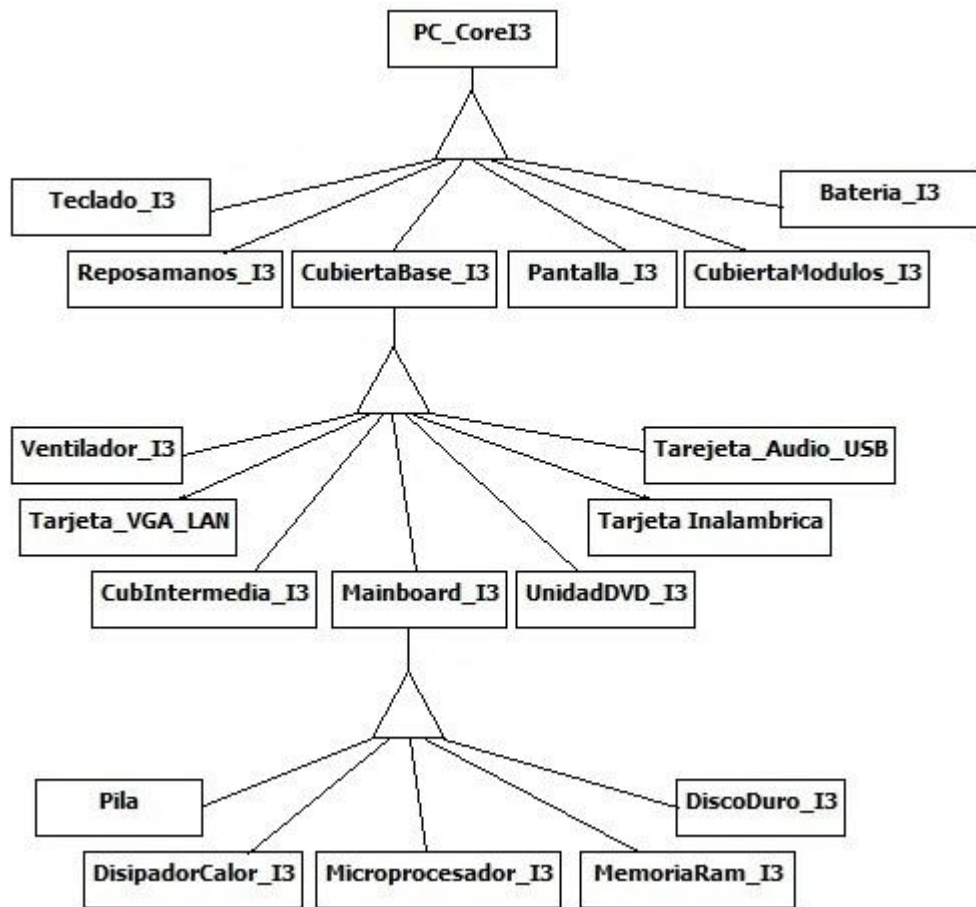 PC_CoreI3
Teclado_I3
Bateria_I3
Reposamanos_I3
CubiertaBase_I3
Pantalla_I3
CubiertaModulos_I3
Ventilador_I3
Tarejeta_Audio_USB
Tarjeta_VGA_LAN
Tarjeta Inalambrica
CubIntermedia_I3
Mainboard_I3
UnidadDVD_I3
Pila
DiscoDuro_I3
DisipadorCalor_I3
Microprocesador_I3
MemoriaRam_I3